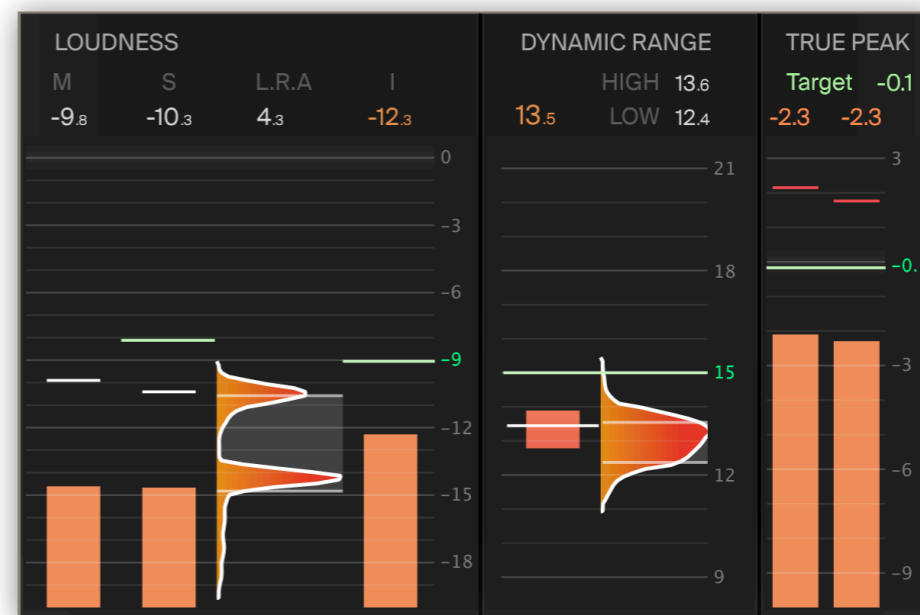 LOUDNESS
M S L.R.A I
-9.8 -10.3 4.3 -12.3
0
-3
-6
-9
-12
-15
-18
DYNAMIC RANGE
HIGH 13.6
13.5 LOW 12.4
21
18
15
12
9
TRUE PEAK
Target -0.1
-2.3 -2.3
3
-0.
-3
-6
-9